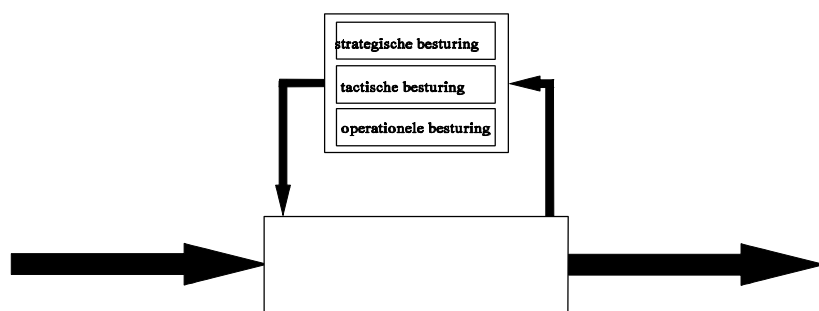 strategische besturing
tactische besturing
operationele besturing